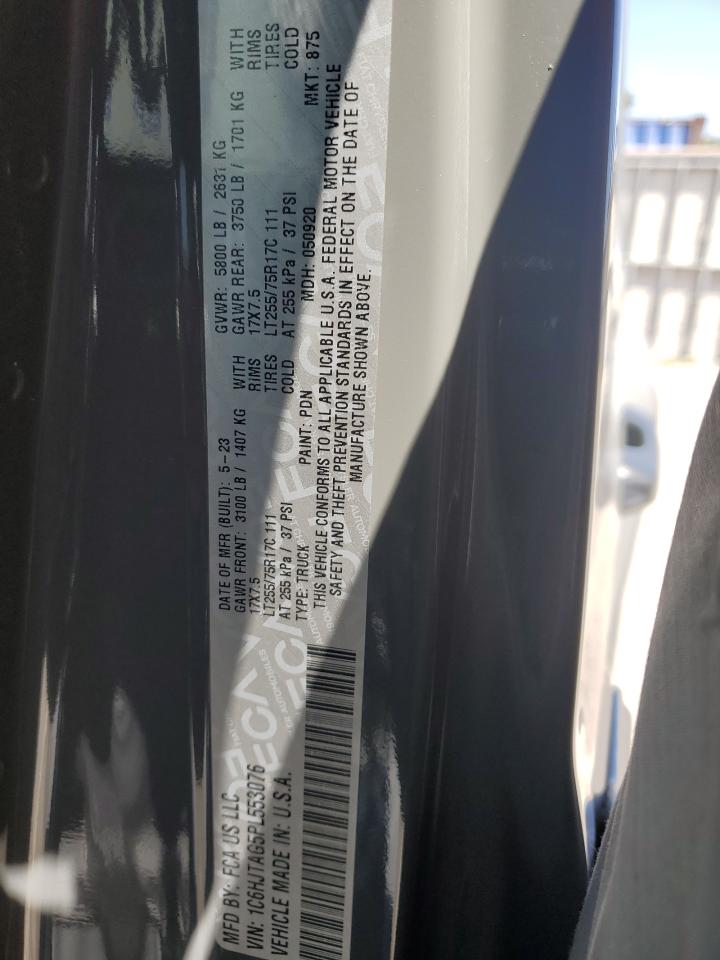 MFD BY: FCA US LLC
DATE OF MFR (BUILT): 5-23
GVWR: 5800 LB / 2631 KG
GAWR FRONT: 3100 LB / 1407 KG WITH
GAWR REAR: 3750 LB / 1701 KG WITH
17X7.5 RIMS
17X7.5 RIMS
LT255/75R17C 111 TIRES
LT255/75R17C 111 TIRES
AT 255 kPa / 37 PSI COLD
AT 255 kPa / 37 PSI COLD
VIN: 1C6HJTAG5PL553076
TYPE: TRUCK
PAINT: PDN
MDH: 050920
MKT: 875
VEHICLE MADE IN: U.S.A.
THIS VEHICLE CONFORMS TO ALL APPLICABLE U.S.A. FEDERAL MOTOR VEHICLE
SAFETY AND THEFT PREVENTION STANDARDS IN EFFECT ON THE DATE OF
MANUFACTURE SHOWN ABOVE.